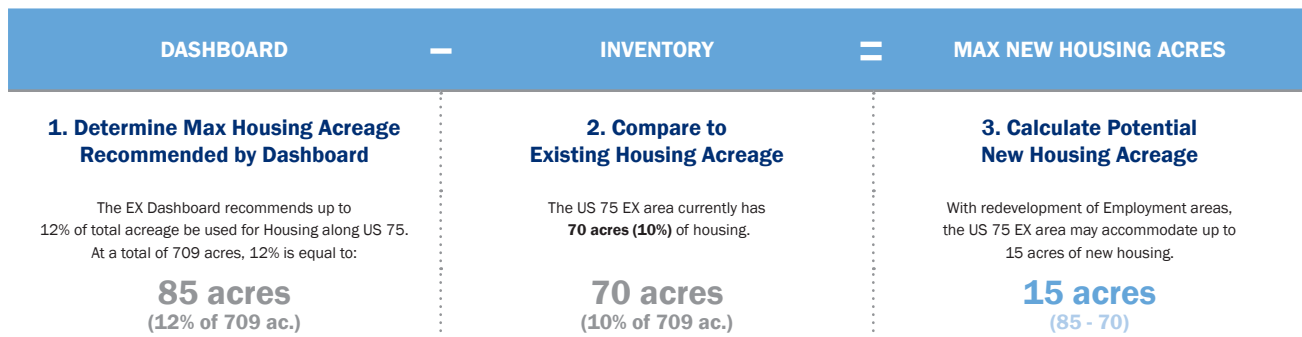 DASHBOARD
–
INVENTORY
=
MAX NEW HOUSING ACRES
1. Determine Max Housing Acreage
Recommended by Dashboard
The EX Dashboard recommends up to
12% of total acreage be used for Housing along US 75.
At a total of 709 acres, 12% is equal to:
85 acres
(12% of 709 ac.)
2. Compare to
Existing Housing Acreage
The US 75 EX area currently has
70 acres (10%) of housing.
70 acres
(10% of 709 ac.)
3. Calculate Potential
New Housing Acreage
With redevelopment of Employment areas,
the US 75 EX area may accommodate up to
15 acres of new housing.
15 acres
(85 - 70)